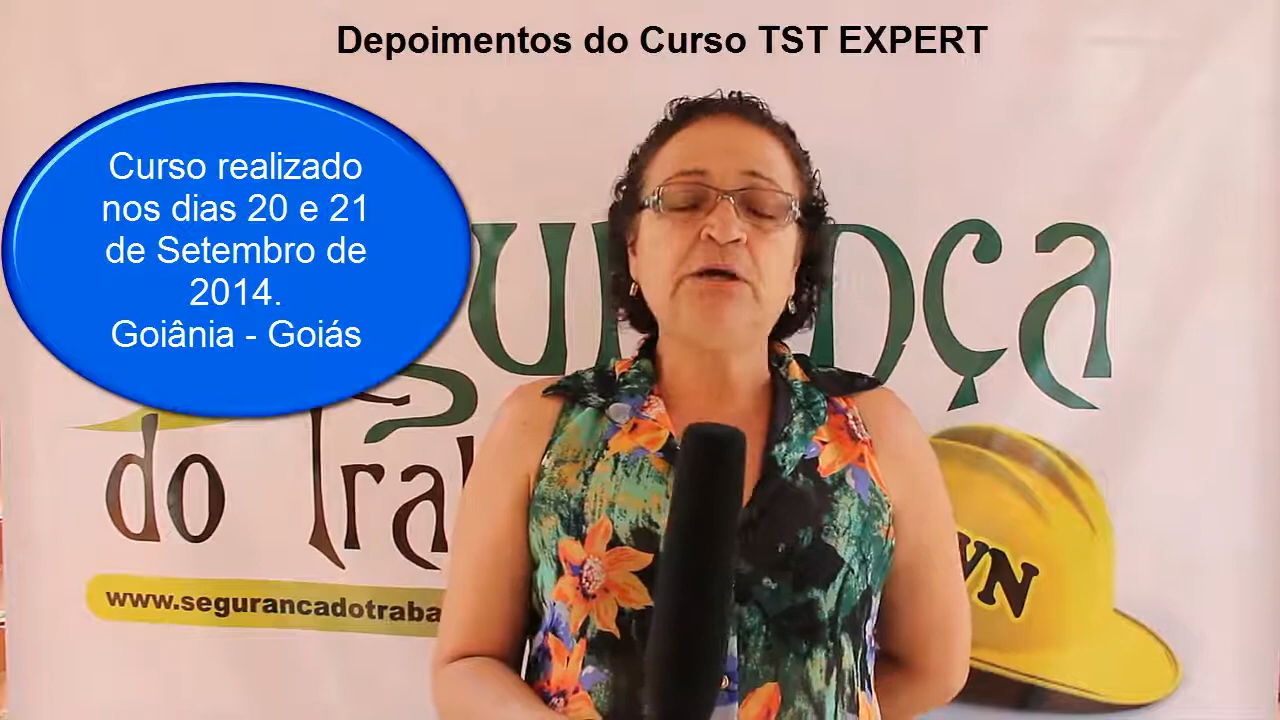 Depoimentos do Curso TST EXPERT
Curso realizado
nos dias 20 e 21
de Setembro de
2014.
Goiânia - Goiás
do
www.segurancadotraba